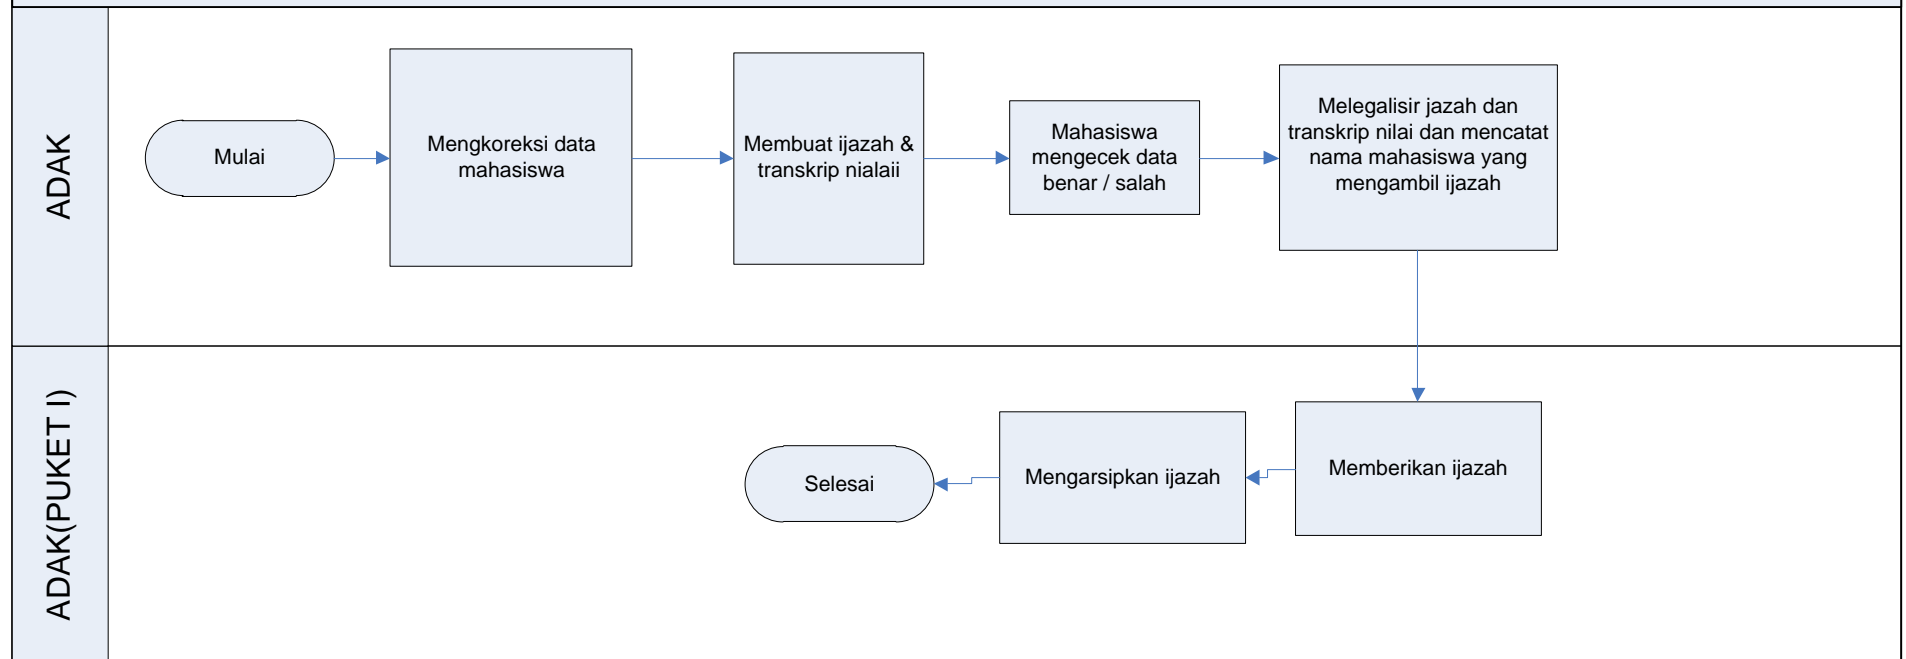 ADAK
Mulai
Mengkoreksi data
mahasiswa
Membuat ijazah &
transkrip nialaii
Mahasiswa
mengecek data
benar / salah
Melegalisir jazah dan
transkrip nilai dan mencatat
nama mahasiswa yang
mengambil ijazah
ADAK(PUKET I)
Memberikan ijazah
Mengarsipkan ijazah
Selesai